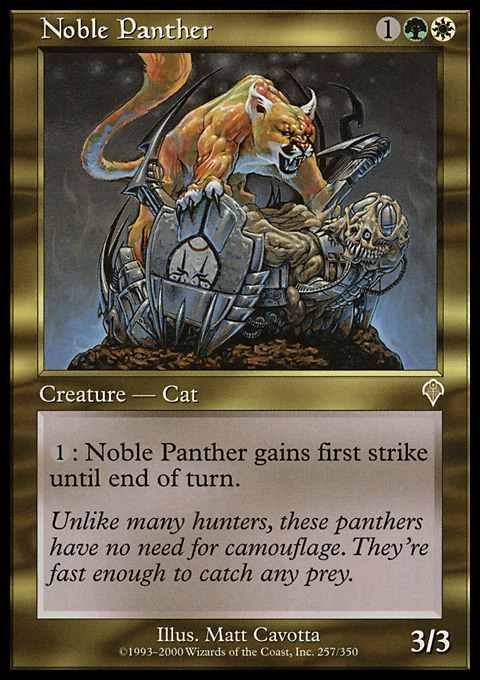 Noble Panther 1
Creature — Cat
1 : Noble Panther gains first strike
until end of turn.
Unlike many hunters, these panthers
have no need for camouflage. They're
fast enough to catch any prey.
Illus. Matt Cavotta
©1993–2000 Wizards of the Coast, Inc. 257/350
3/3